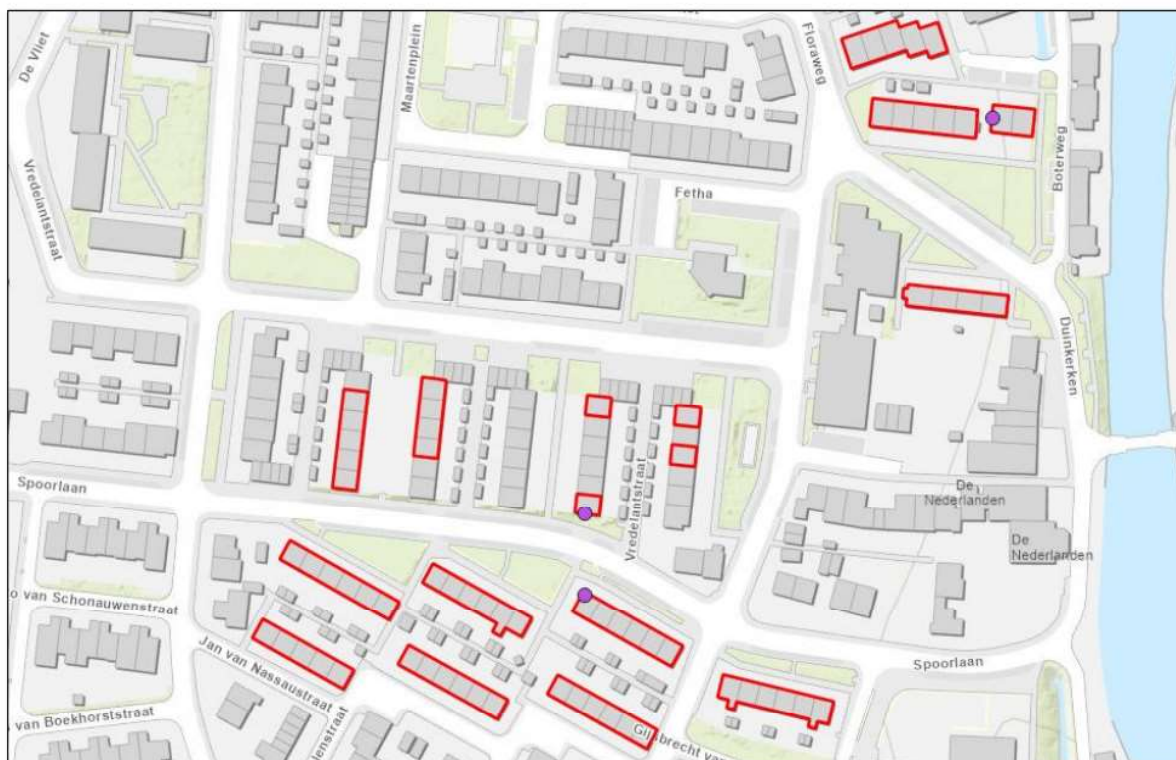 De Vliet
Maartenplein
Floraweg
Boterweg
Vredelantstraat
Fetha
Duinkerken
Spoorlaan
Vredelantstraat
De
Nederlanden
De
Nederlanden
o van Schonauwenstraat
Jan van Nassaustraat
Spoorlaan
van Boekhorststraat
enstraat
Gijsbrecht van